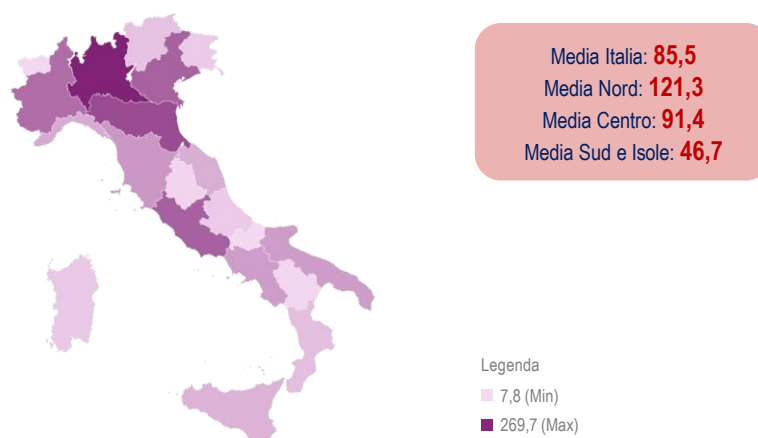 Media Italia: 85,5
Media Nord: 121,3
Media Centro: 91,4
Media Sud e Isole: 46,7
Legenda
7,8 (Min)
269,7 (Max)